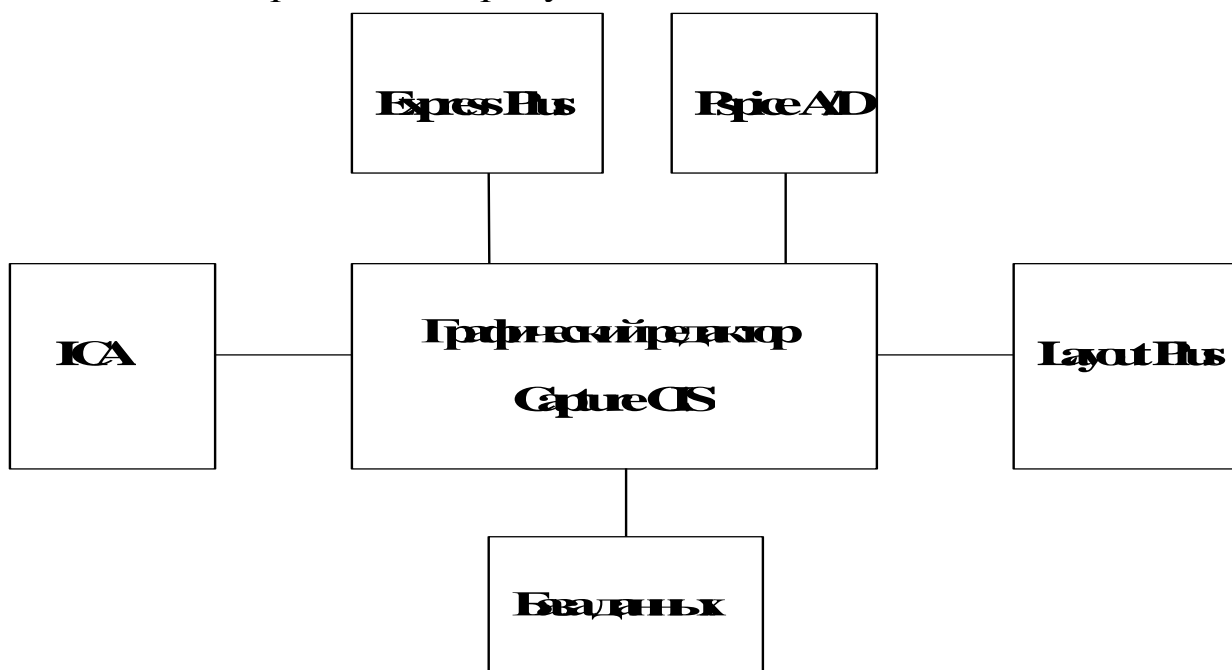 Express Plus
Pspice A/D
ICA
Графический редактор
Capture CIS
Layout Plus
База данных